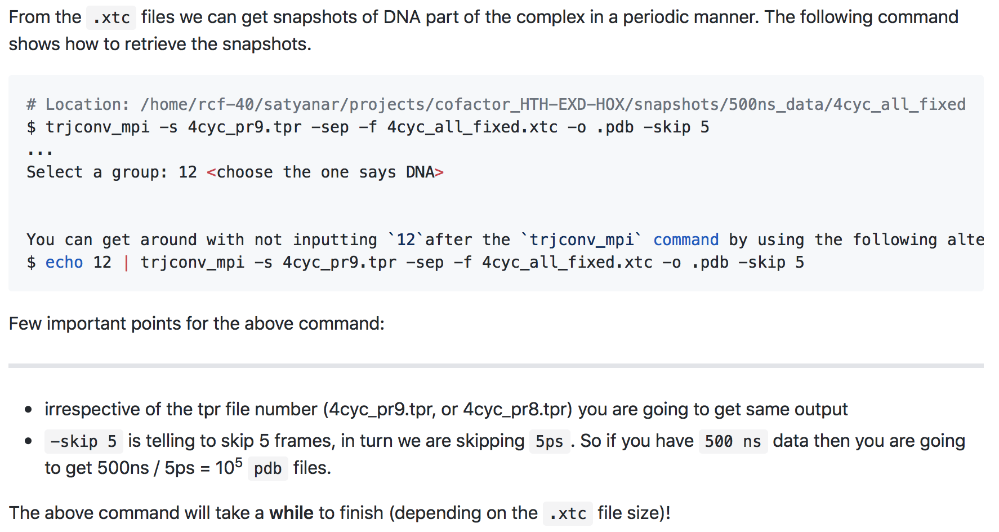 From the .xtc files we can get snapshots of DNA part of the complex in a periodic manner. The following command
shows how to retrieve the snapshots.
# Location: /home/rcf-40/satyanar/projects/cofactor_HTH-EXD-HOX/snapshots/500ns_data/4cyc_all_fixed
$ trjconv_mpi -s 4cyc_pr9.tpr -sep -f 4cyc_all_fixed.xtc -o .pdb -skip 5
...
Select a group: 12 <choose the one says DNA>
You can get around with not inputting `12`after the `trjconv_mpi` command by using the following alte
$ echo 12 | trjconv_mpi -s 4cyc_pr9.tpr -sep -f 4cyc_all_fixed.xtc -o .pdb -skip 5
Few important points for the above command:
• irrespective of the tpr file number (4cyc_pr9.tpr, or 4cyc_pr8.tpr) you are going to get same output
• -skip 5 is telling to skip 5 frames, in turn we are skipping 5ps. So if you have 500 ns data then you are going
to get 500ns / 5ps = 10⁵ pdb files.
The above command will take a while to finish (depending on the .xtc file size)!